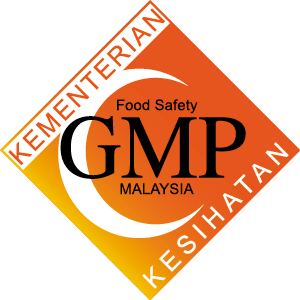 KEMENTERIAN
Food Safety
GMP
MALAYSIA
KESIHATAN